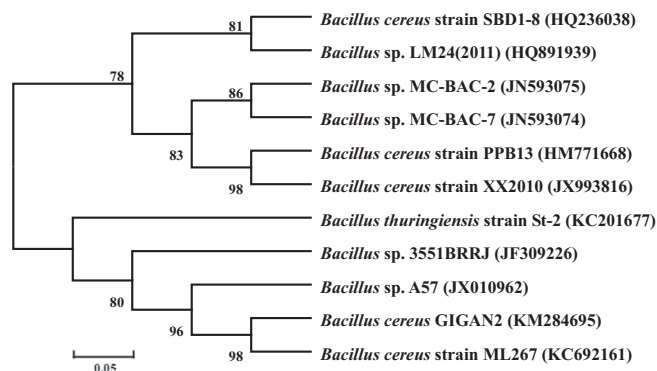 81
Bacillus cereus strain SBD1-8 (HQ236038)
Bacillus sp. LM24(2011) (HQ891939)
78
86
Bacillus sp. MC-BAC-2 (JN593075)
Bacillus sp. MC-BAC-7 (JN593074)
83
Bacillus cereus strain PPB13 (HM771668)
98
Bacillus cereus strain XX2010 (JX993816)
Bacillus thuringiensis strain St-2 (KC201677)
Bacillus sp. 3551BRRJ (JF309226)
80
Bacillus sp. A57 (JX010962)
96
Bacillus cereus GIGAN2 (KM284695)
98
Bacillus cereus strain ML267 (KC692161)
0.05